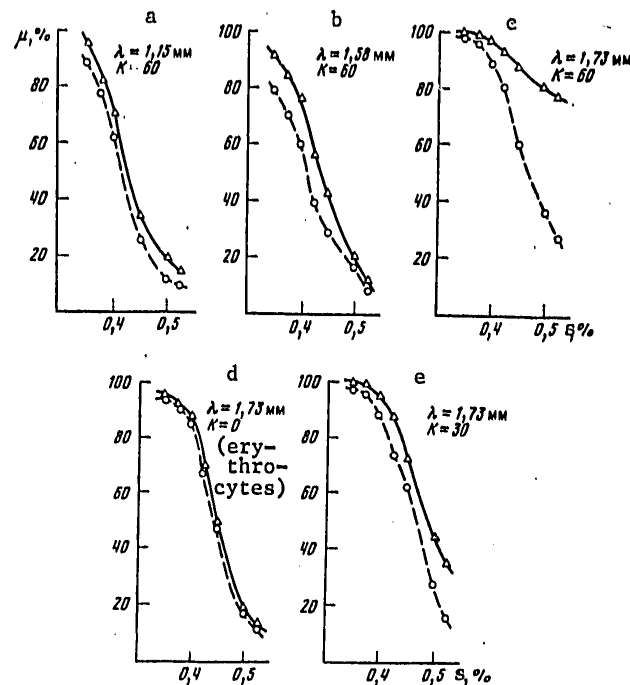 a
μ,%
λ = 1,15 мм
K = 60
80
60
40
20
0,4
0,5
b
100
λ = 1,58 мм
K = 60
80
60
40
20
0,4
0,5
c
100
λ = 1,73 мм
K = 60
80
60
40
20
0,4
0,5
S,%
d
100
λ = 1,73 мм
K = 0
(ery-
thro-
cytes)
80
60
40
20
0,4
0,5
e
100
λ = 1,73 мм
K = 30
80
60
40
20
0,4
0,5
S,%